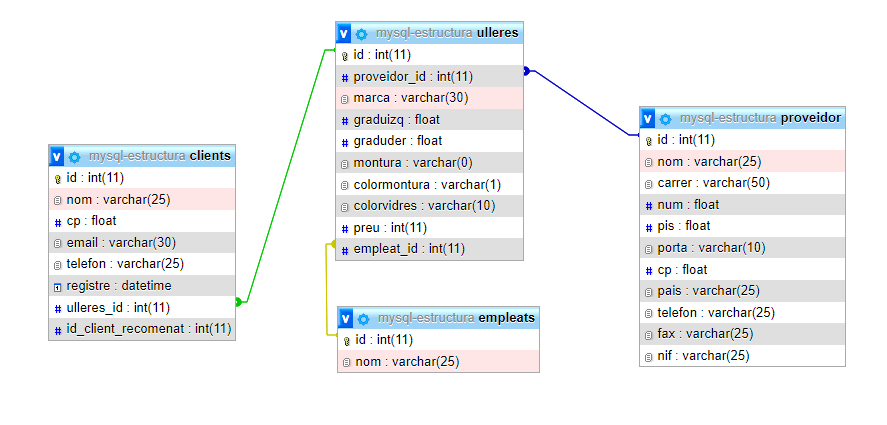 mysql-estructura ulleres
id : int(11)
proveidor_id : int(11)
marca : varchar(30)
graduizq : float
graduder : float
montura : varchar(0)
colormontura : varchar(1)
colorvidres : varchar(10)
preu : int(11)
empleat_id : int(11)
mysql-estructura proveidor
id : int(11)
nom : varchar(25)
carrer : varchar(50)
num : float
pis : float
porta : varchar(10)
cp : float
pais : varchar(25)
telefon : varchar(25)
fax : varchar(25)
nif : varchar(25)
mysql-estructura clients
id : int(11)
nom : varchar(25)
cp : float
email : varchar(30)
telefon : varchar(25)
registre : datetime
ulleres_id : int(11)
id_client_recomenat : int(11)
mysql-estructura empleats
id : int(11)
nom : varchar(25)